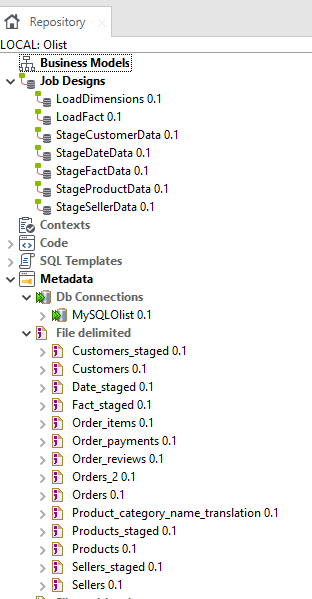 Repository
LOCAL: Olist
Business Models
Job Designs
LoadDimensions 0.1
LoadFact 0.1
StageCustomerData 0.1
StageDateData 0.1
StageFactData 0.1
StageProductData 0.1
StageSellerData 0.1
Contexts
Code
SQL Templates
Metadata
Db Connections
MySQLOlist 0.1
File delimited
Customers_staged 0.1
Customers 0.1
Date_staged 0.1
Fact_staged 0.1
Order_items 0.1
Order_payments 0.1
Order_reviews 0.1
Orders_2 0.1
Orders 0.1
Product_category_name_translation 0.1
Products_staged 0.1
Products 0.1
Sellers_staged 0.1
Sellers 0.1